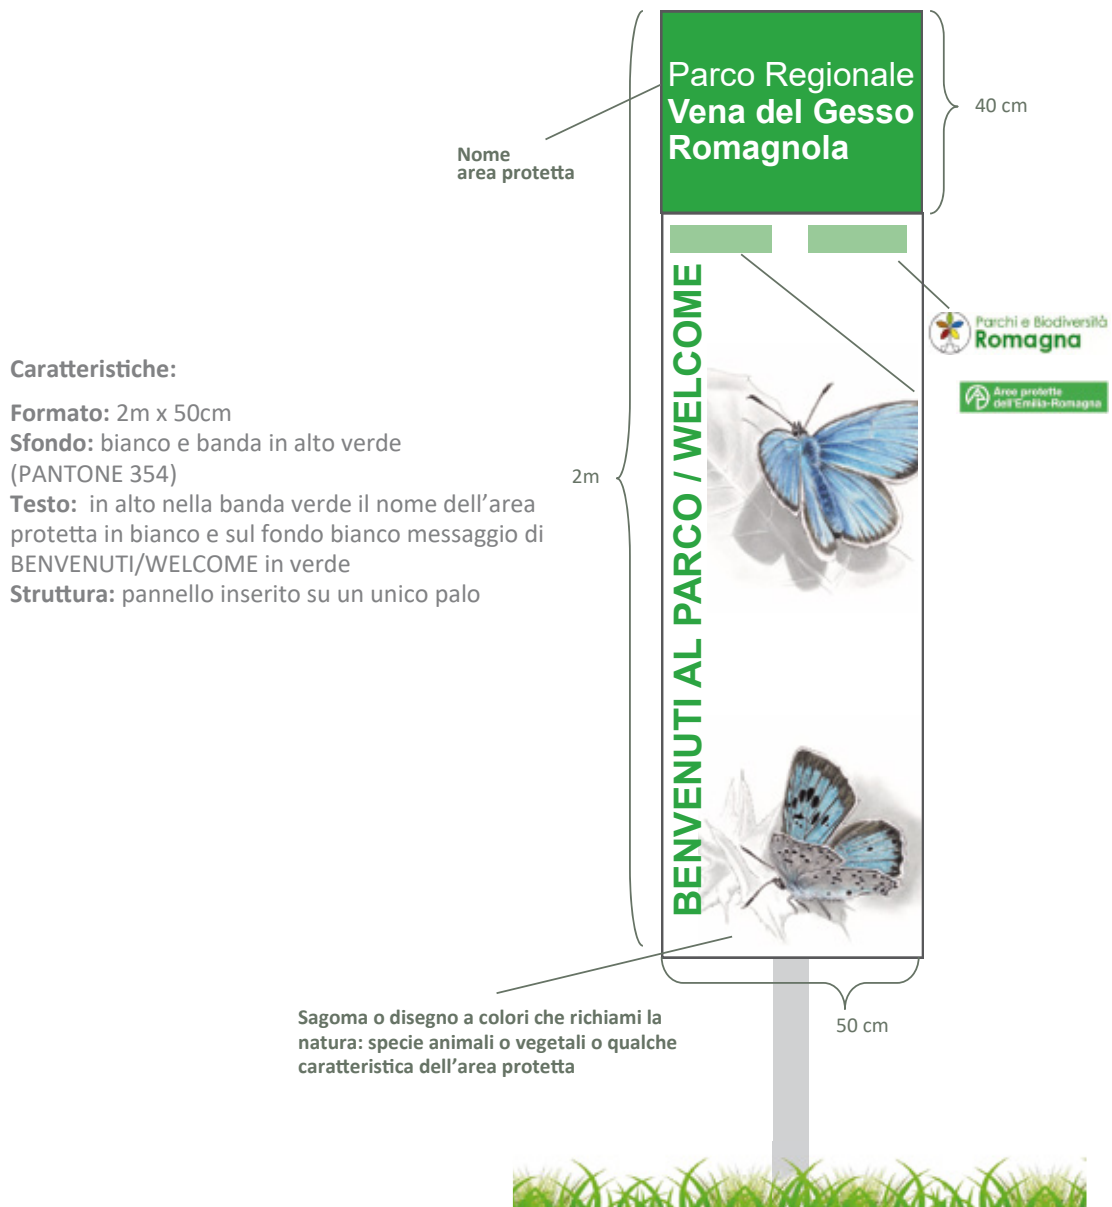 Parco Regionale
Vena del Gesso
Romagnola
40 cm
Nome
area protetta
BENVENUTI AL PARCO / WELCOME
Parchi e Biodiversità
Romagna
Aree protette
dell'Emilia-Romagna
Caratteristiche:
Formato: 2m x 50cm
Sfondo: bianco e banda in alto verde
(PANTONE 354)
Testo: in alto nella banda verde il nome dell’area
protetta in bianco e sul fondo bianco messaggio di
BENVENUTI/WELCOME in verde
Struttura: pannello inserito su un unico palo
2m
Sagoma o disegno a colori che richiami la
natura: specie animali o vegetali o qualche
caratteristica dell’area protetta
50 cm